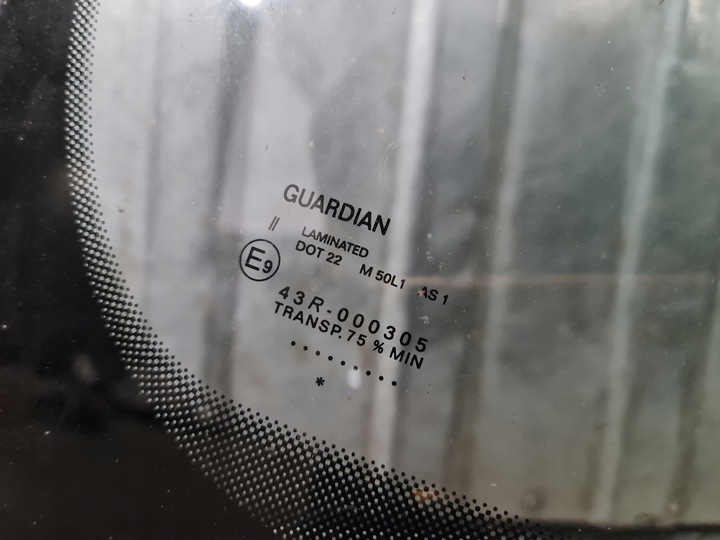 GUARDIAN
//
LAMINATED
DOT 22 M 50L1 AS 1
E9
43R-000305
TRANSP. 75 % MIN
.........
*